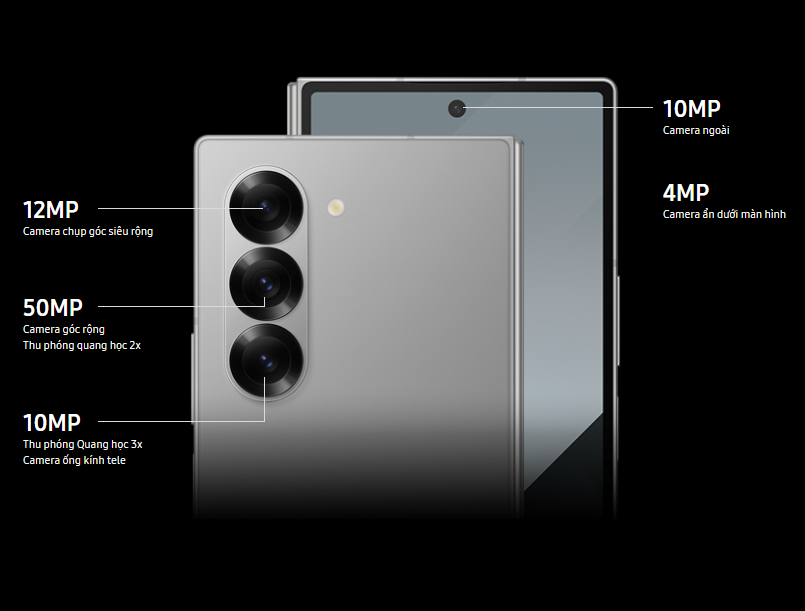 12MP
Camera chụp góc siêu rộng
50MP
Camera góc rộng
Thu phóng quang học 2x
10MP
Thu phóng Quang học 3x
Camera ống kính tele
10MP
Camera ngoài
4MP
Camera ẩn dưới màn hình